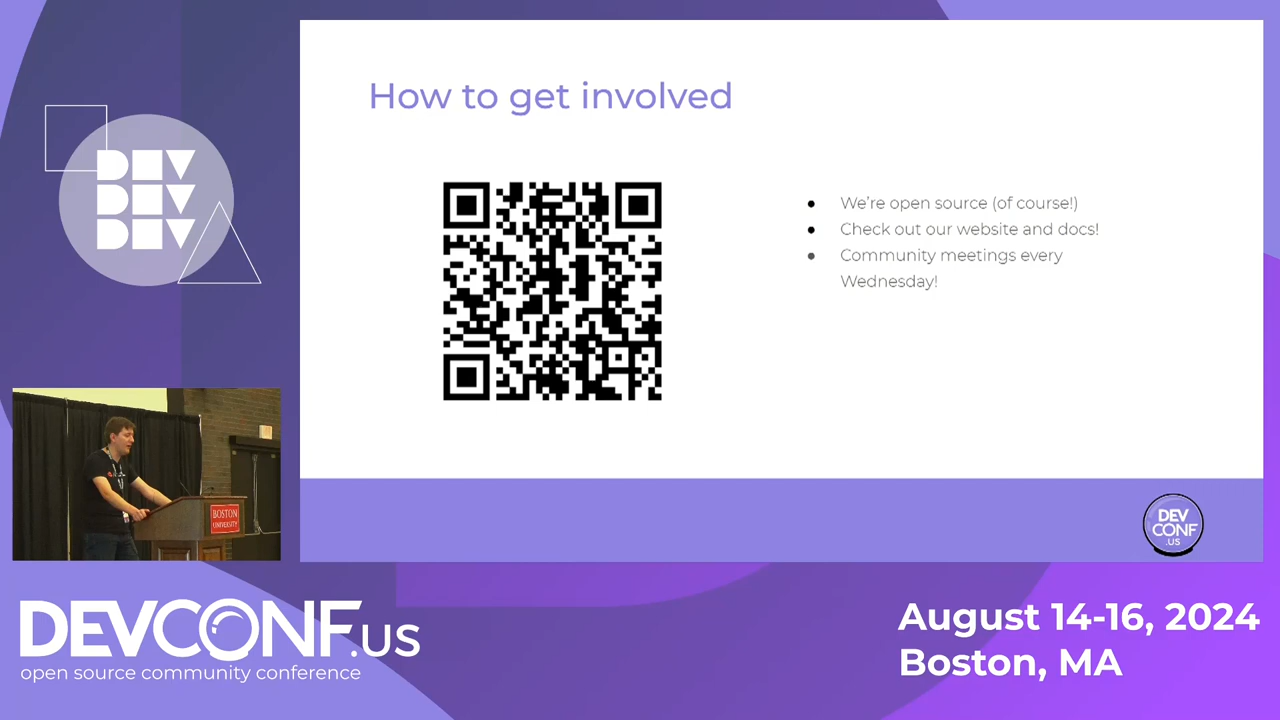 DEV
DEV
DEV
How to get involved
We're open source (of course!)
Check out our website and docs!
Community meetings every
Wednesday!
BOSTON
UNIVERSITY
DEV
CONF
.US
DEVCONF.US
open source community conference
August 14-16, 2024
Boston, MA